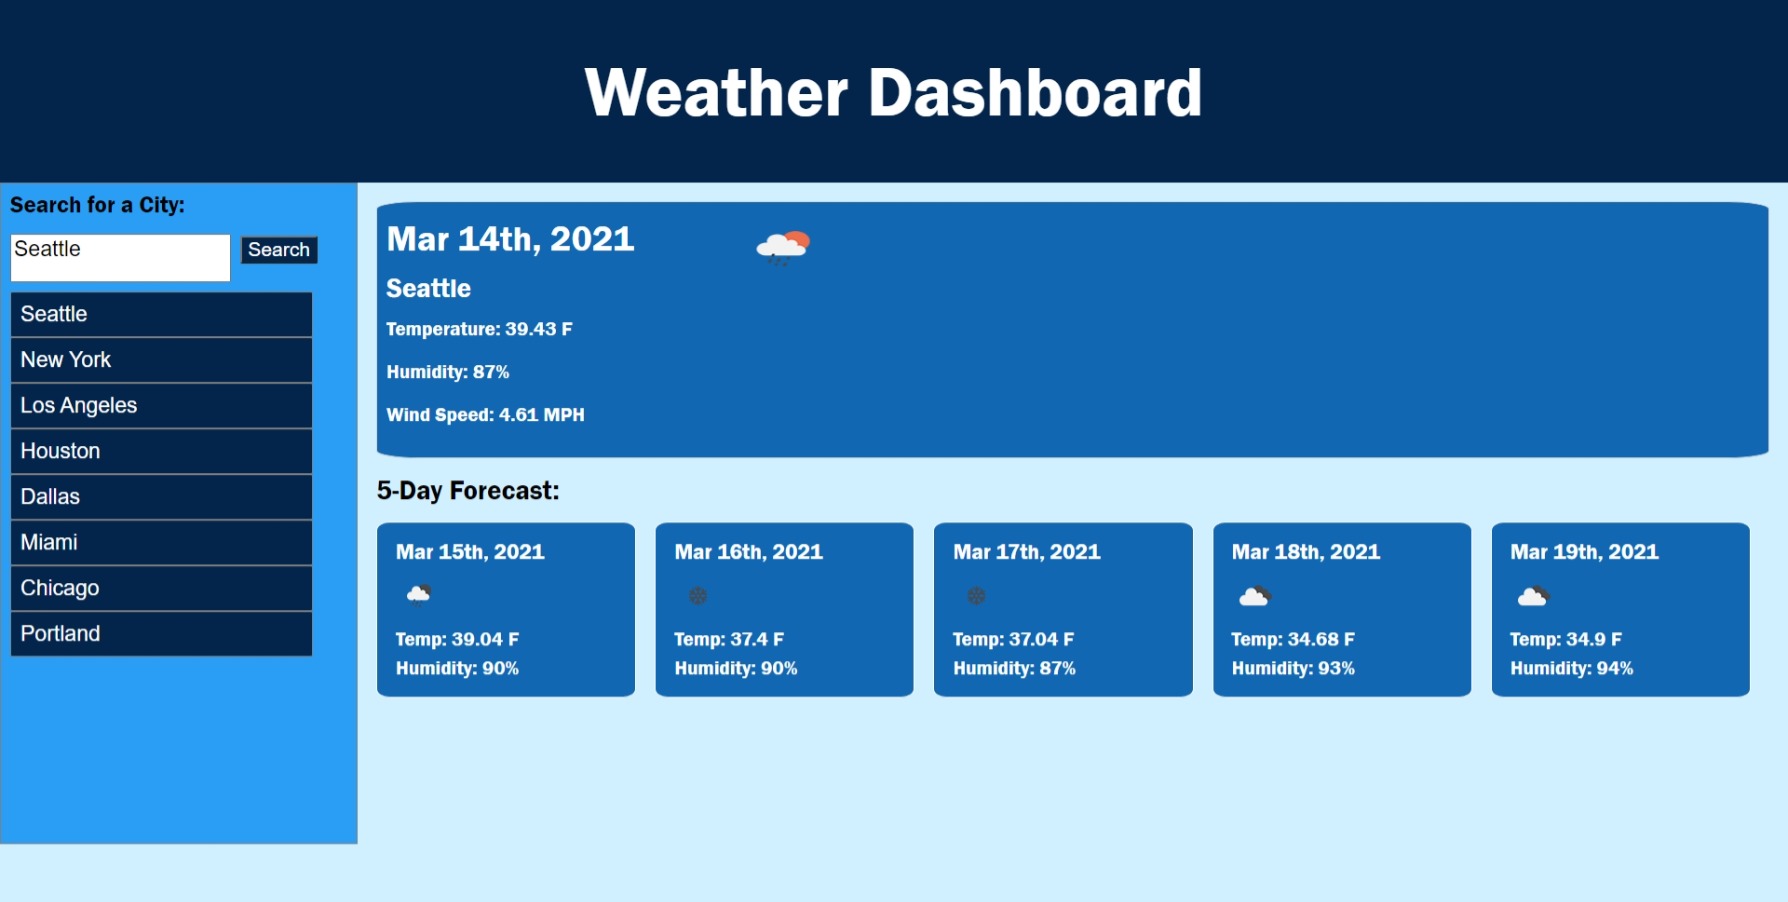 Weather Dashboard
Search for a City:
Seattle
Search
Seattle
New York
Los Angeles
Houston
Dallas
Miami
Chicago
Portland
Mar 14th, 2021
Seattle
Temperature: 39.43 F
Humidity: 87%
Wind Speed: 4.61 MPH
5-Day Forecast:
Mar 15th, 2021
Temp: 39.04 F
Humidity: 90%
Mar 16th, 2021
Temp: 37.4 F
Humidity: 90%
Mar 17th, 2021
Temp: 37.04 F
Humidity: 87%
Mar 18th, 2021
Temp: 34.68 F
Humidity: 93%
Mar 19th, 2021
Temp: 34.9 F
Humidity: 94%